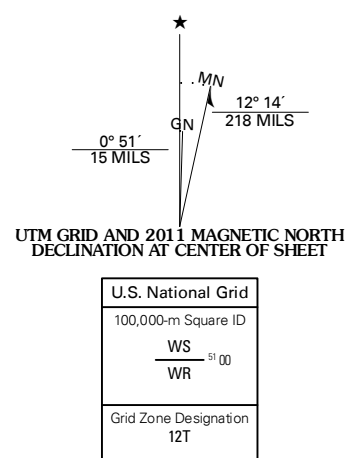 ★
MN
GN
12° 14´
218 MILS
0° 51´
15 MILS
UTM GRID AND 2011 MAGNETIC NORTH
DECLINATION AT CENTER OF SHEET
U.S. National Grid
100,000-m Square ID
WS
51 00
WR
Grid Zone Designation
12T